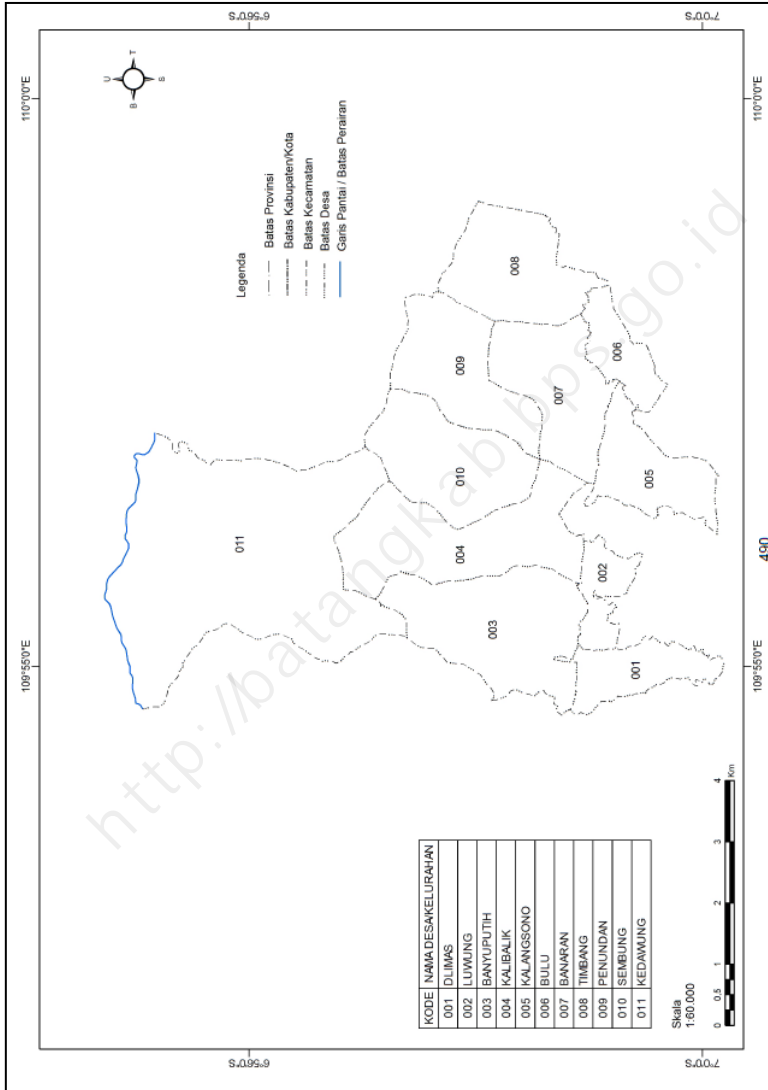 109°55'0"E
110°0'0"E
6°56'0"S
6°56'0"S
7°0'0"S
7°0'0"S
109°55'0"E
110°0'0"E
U
B
T
S
Legenda
Batas Provinsi
Batas Kabupaten/Kota
Batas Kecamatan
Batas Desa
Garis Pantai / Batas Perairan
011
004
003
010
009
008
007
006
005
002
001
KODE NAMA DESA/KELURAHAN
001 DLIMAS
002 LUWUNG
003 BANYUPUTIH
004 KALIBALIK
005 KALANGSONO
006 BULU
007 BANARAN
008 TIMBANG
009 PENUNDAN
010 SEMBUNG
011 KEDAWUNG
Skala
1:60.000
0 0,5 1 2 3 4
Km
490
http://batangkab.bps.go.id